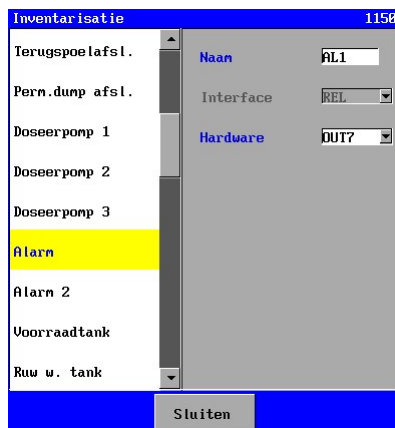 Inventarisatie 1150
Terugspoelafsl.
Perm.dump afsl.
Doseerpomp 1
Doseerpomp 2
Doseerpomp 3
Alarm
Alarm 2
Voorraadtank
Ruw w. tank
Naam AL1
Interface REL
Hardware OUT7
Sluiten